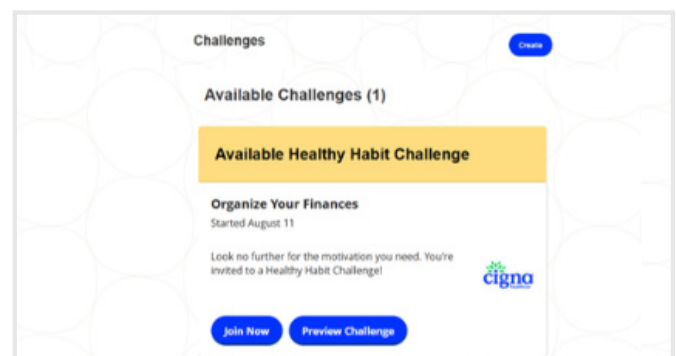 Challenges
Create
Available Challenges (1)
Available Healthy Habit Challenge
Organize Your Finances
Started August 11
Look no further for the motivation you need. You're
invited to a Healthy Habit Challenge!
cigna
healthcare
Join Now
Preview Challenge